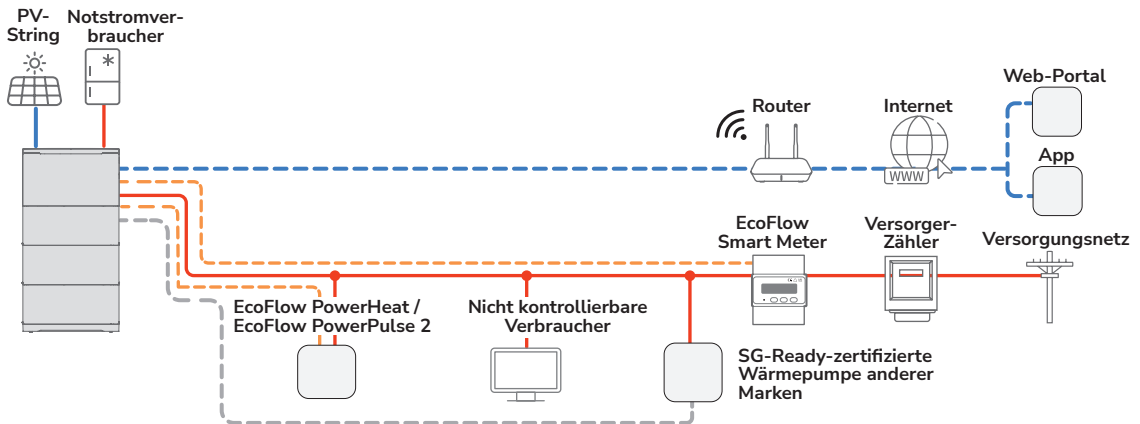 PV-
String
Notstromver-
braucher
Web-Portal
Router
Internet
WWW
App
EcoFlow
Smart Meter
Versorger-
Zähler
Versorgungsnetz
EcoFlow PowerHeat /
EcoFlow PowerPulse 2
Nicht kontrollierbare
Verbraucher
SG-Ready-zertifizierte
Wärmepumpe anderer
Marken